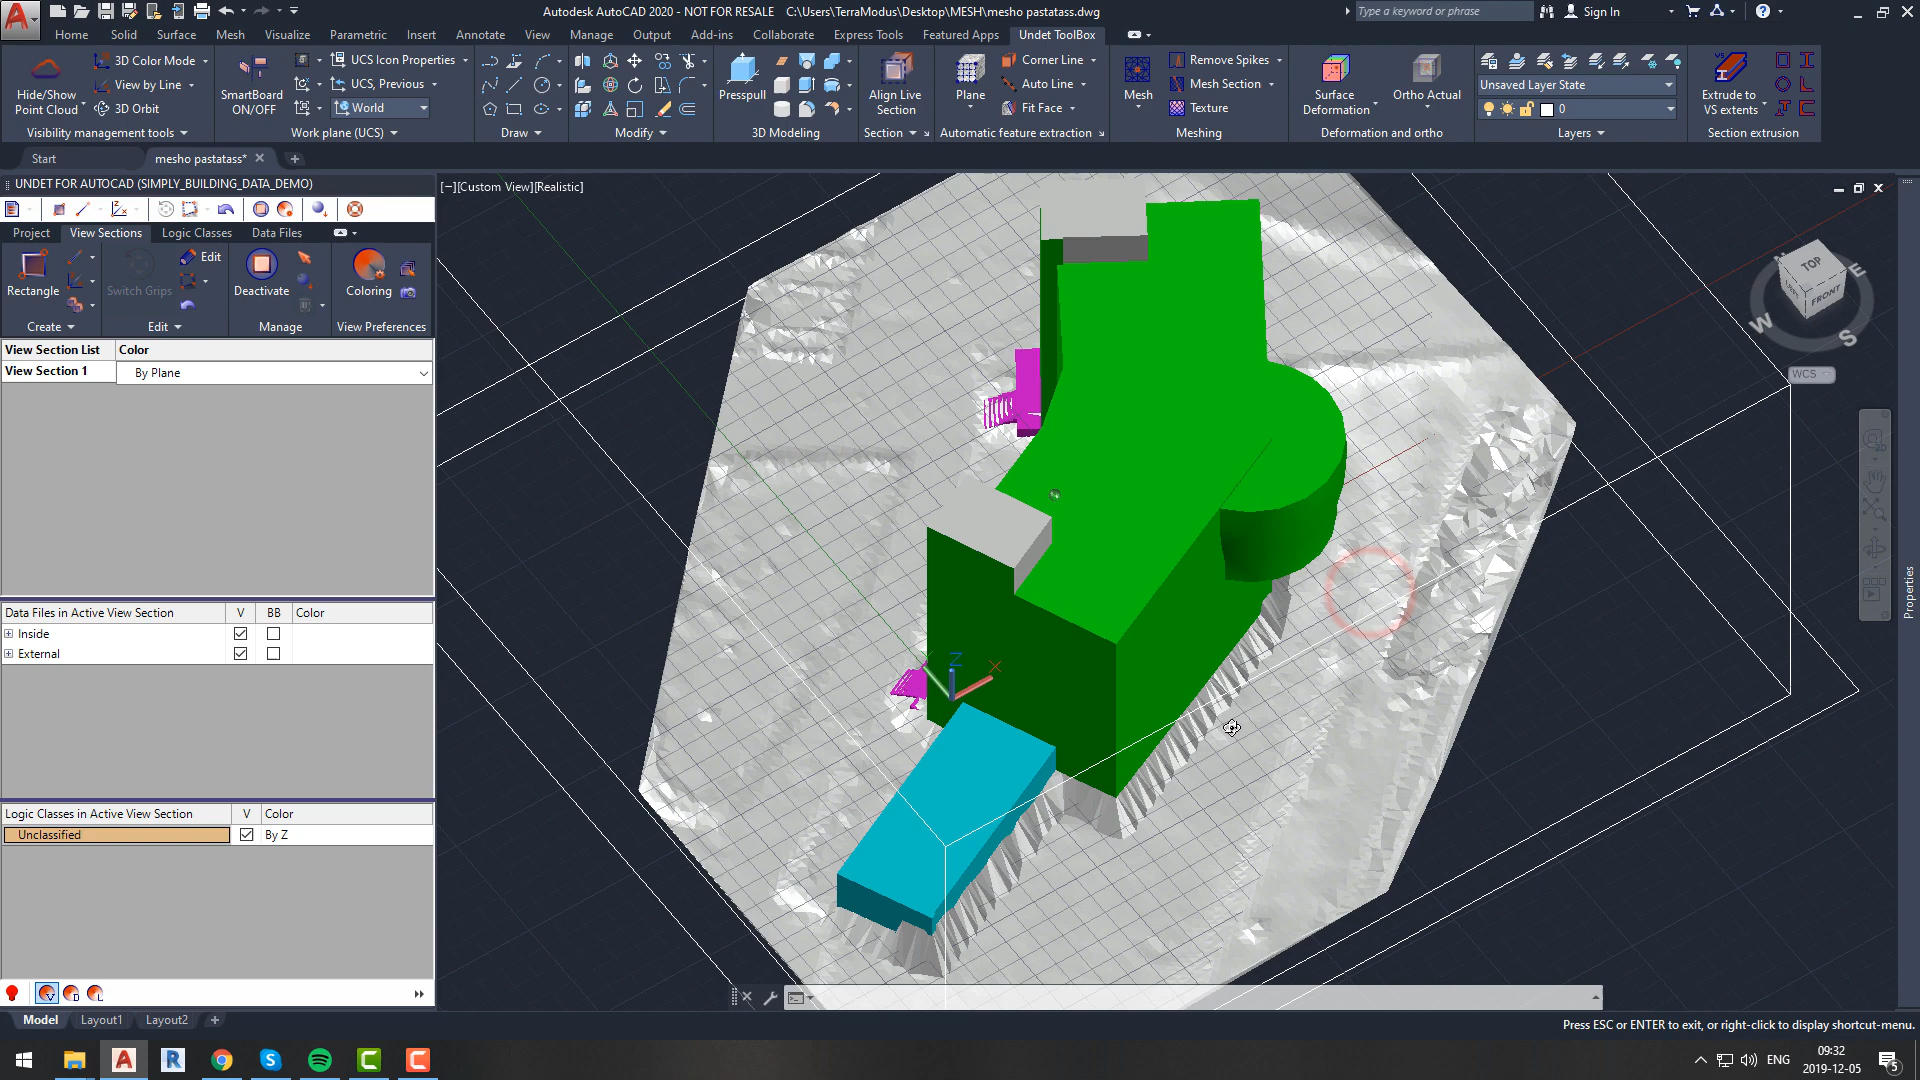 Autodesk AutoCAD 2020 - NOT FOR RESALE C:\Users\TerraModus\Desktop\MESH\mesho pastatass.dwg
Type a keyword or phrase
Sign In
Home Solid Surface Mesh Visualize Parametric Insert Annotate View Manage Output Add-ins Collaborate Express Tools Featured Apps Undet ToolBox
Hide/Show
Point Cloud
3D Color Mode
View by Line
3D Orbit
Visibility management tools
SmartBoard
ON/OFF
UCS Icon Properties
UCS, Previous
World
Work plane (UCS)
Draw
Modify
Presspull
3D Modeling
Align Live
Section
Section
Plane
Corner Line
Auto Line
Fit Face
Automatic feature extraction
Mesh
Remove Spikes
Mesh Section
Texture
Meshing
Surface
Deformation
Ortho Actual
Deformation and ortho
Unsaved Layer State
0
Layers
Extrude to
VS extents
Section extrusion
Start
mesho pastatass*
UNDET FOR AUTOCAD (SIMPLY_BUILDING_DATA_DEMO)
Project View Sections Logic Classes Data Files
Rectangle
Create
Switch Grips
Edit
Edit
Deactivate
Manage
Coloring
View Preferences
View Section List Color
View Section 1 By Plane
Data Files in Active View Section V BB Color
Inside
External
Logic Classes in Active View Section V Color
Unclassified By Z
[−][Custom View][Realistic]
TOP
LEFT
FRONT
E
W
S
WCS
Z
X
Properties
Model Layout1 Layout2
Press ESC or ENTER to exit, or right-click to display shortcut-menu.
ENG
09:32
2019-12-05
5